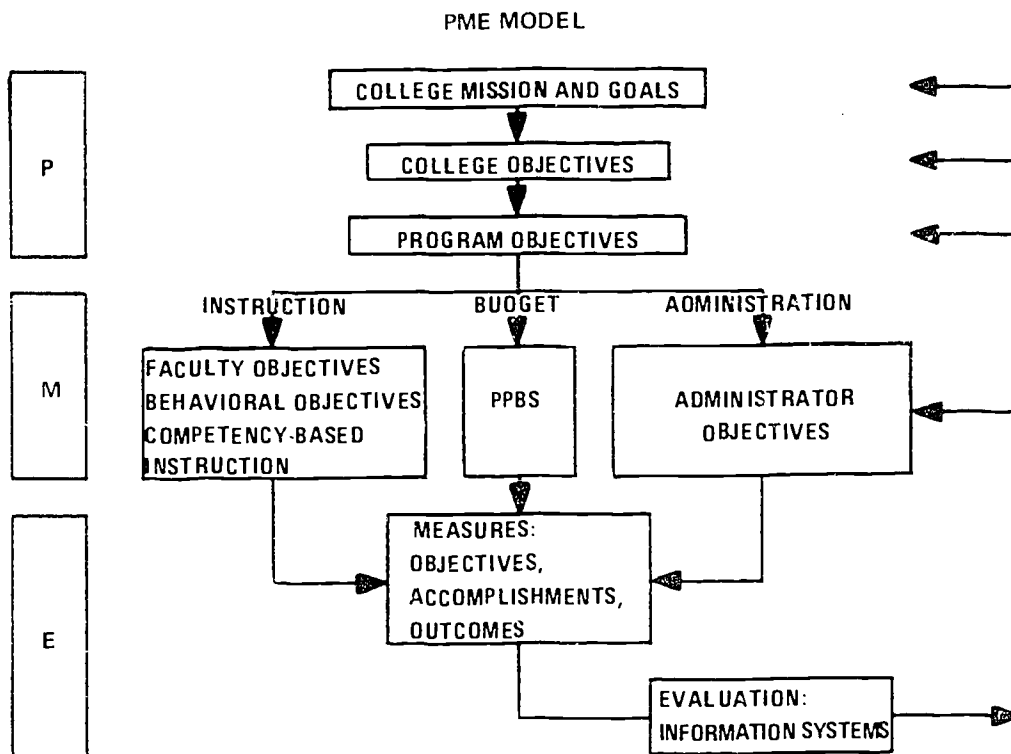 PME MODEL
P
COLLEGE MISSION AND GOALS
COLLEGE OBJECTIVES
PROGRAM OBJECTIVES
M
INSTRUCTION
BUDGET
AOMINISTRATION
FACULTY OBJECTIVES
BEHAVIORAL OBJECTIVES
COMPETENCY-BASED
INSTRUCTION
PPBS
ADMINISTRATOR
OBJECTIVES
E
MEASURES:
OBJECTIVES,
ACCOMPLISHMENTS,
OUTCOMES
EVALUATION:
INFORMATION SYSTEMS